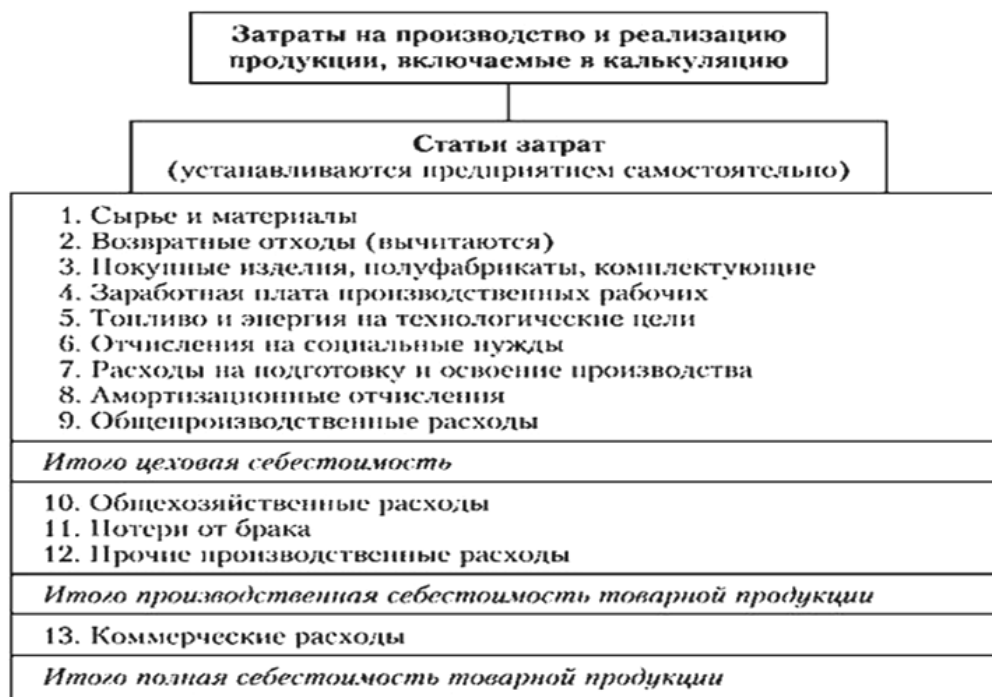 Затраты на производство и реализацию
продукции, включаемые в калькуляцию
Статьи затрат
(устанавливаются предприятием самостоятельно)
1. Сырье и материалы
2. Возвратные отходы (вычитаются)
3. Покупные изделия, полуфабрикаты, комплектующие
4. Заработная плата производственных рабочих
5. Топливо и энергия на технологические цели
6. Отчисления на социальные нужды
7. Расходы на подготовку и освоение производства
8. Амортизационные отчисления
9. Общепроизводственные расходы
Итого цеховая себестоимость
10. Общехозяйственные расходы
11. Потери от брака
12. Прочие производственные расходы
Итого производственная себестоимость товарной продукции
13. Коммерческие расходы
Итого полная себестоимость товарной продукции